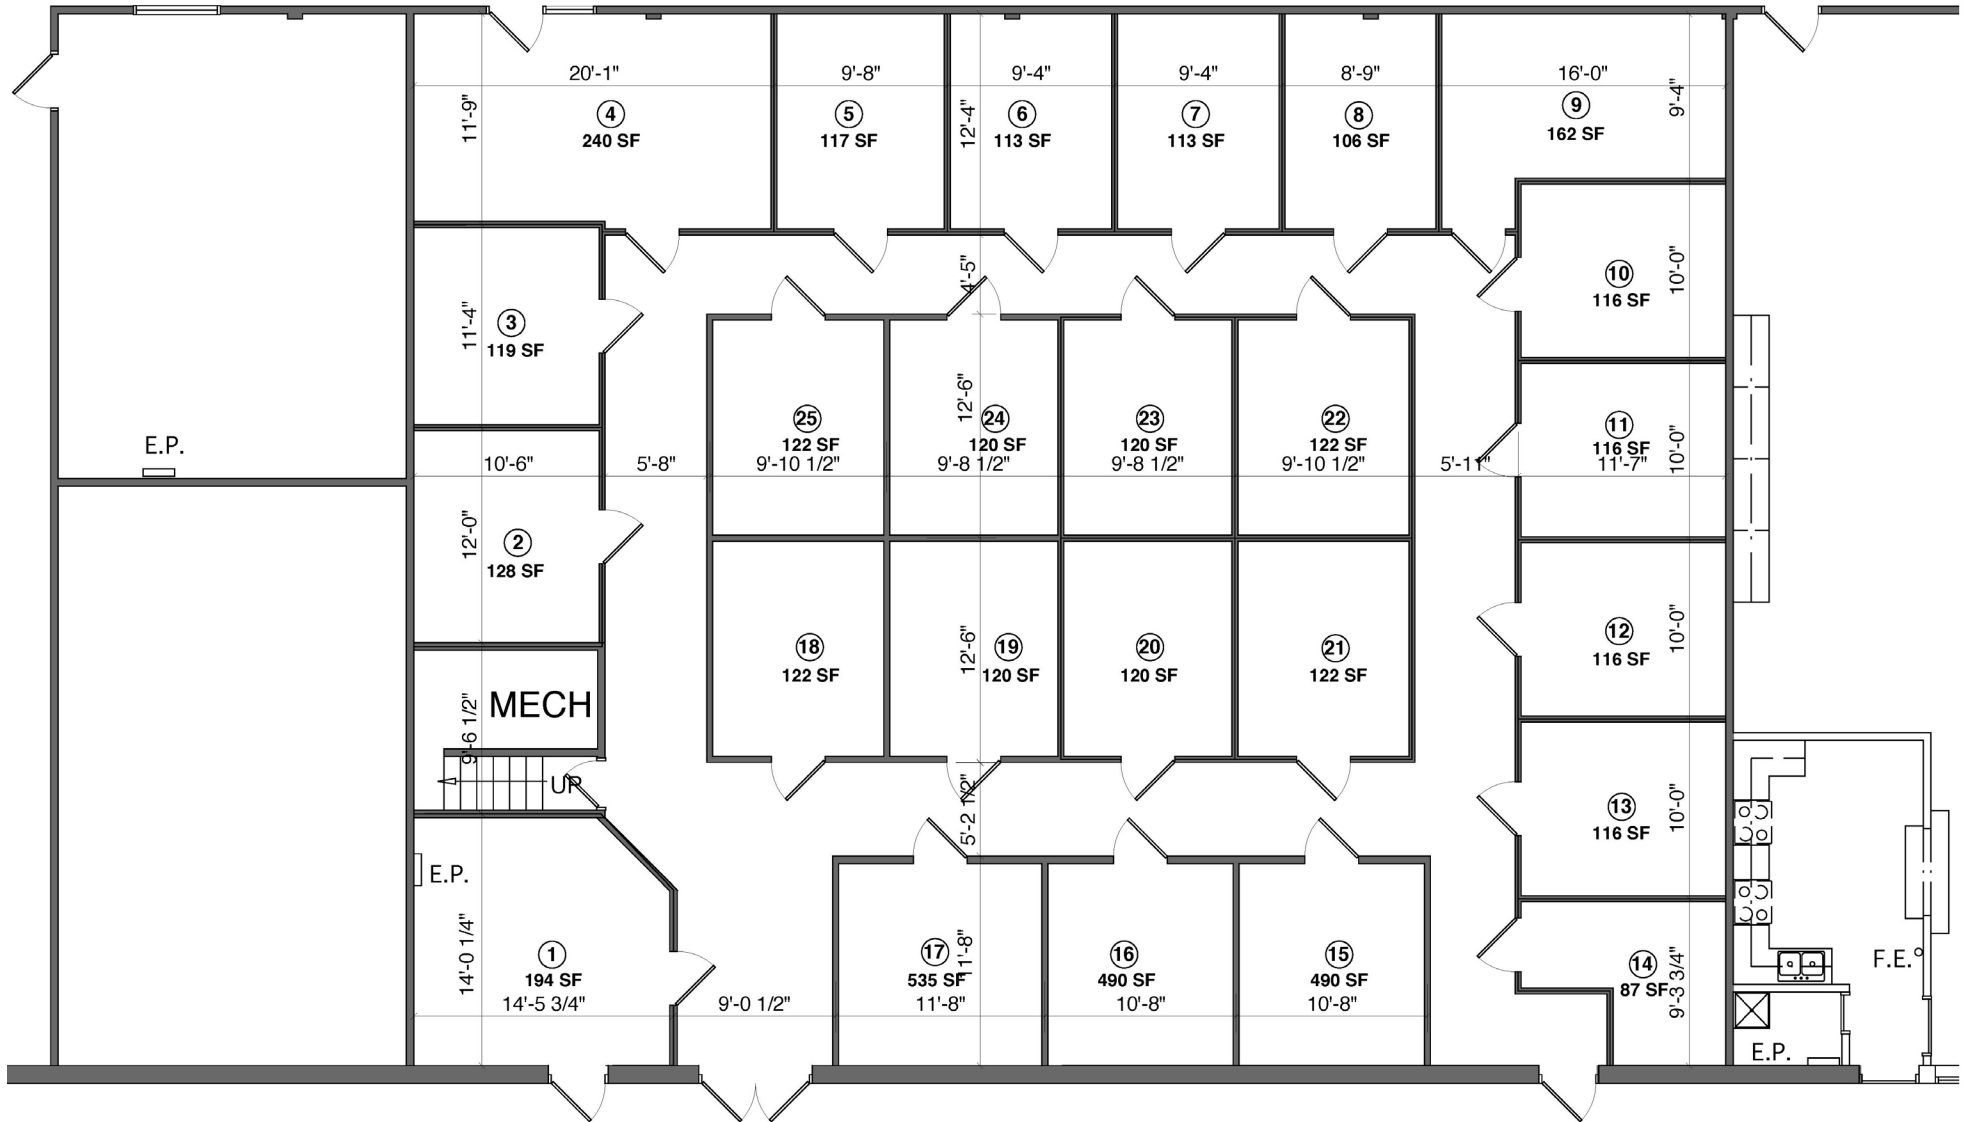 20'-1"
9'-8"
9'-4"
9'-4"
8'-9"
16'-0"
11'-9"
4
240 SF
5
117 SF
12'-4"
6
113 SF
7
113 SF
8
106 SF
9
162 SF
9'-4"
4'-5"
10
116 SF
10'-0"
11'-4"
3
119 SF
25
122 SF
9'-10 1/2"
12'-6"
24
120 SF
9'-8 1/2"
23
120 SF
9'-8 1/2"
22
122 SF
9'-10 1/2"
11
116 SF
11'-7"
10'-0"
E.P.
10'-6"
5'-8"
5'-11"
12'-0"
2
128 SF
18
122 SF
12'-6"
19
120 SF
20
120 SF
21
122 SF
12
116 SF
10'-0"
MECH
9'-6 1/2"
UP
5'-2 1/2"
13
116 SF
10'-0"
E.P.
14'-0 1/4"
1
194 SF
14'-5 3/4"
9'-0 1/2"
17
535 SF
11'-8"
11'-8"
16
490 SF
10'-8"
15
490 SF
10'-8"
14
87 SF
9'-3 3/4"
F.E.
E.P.